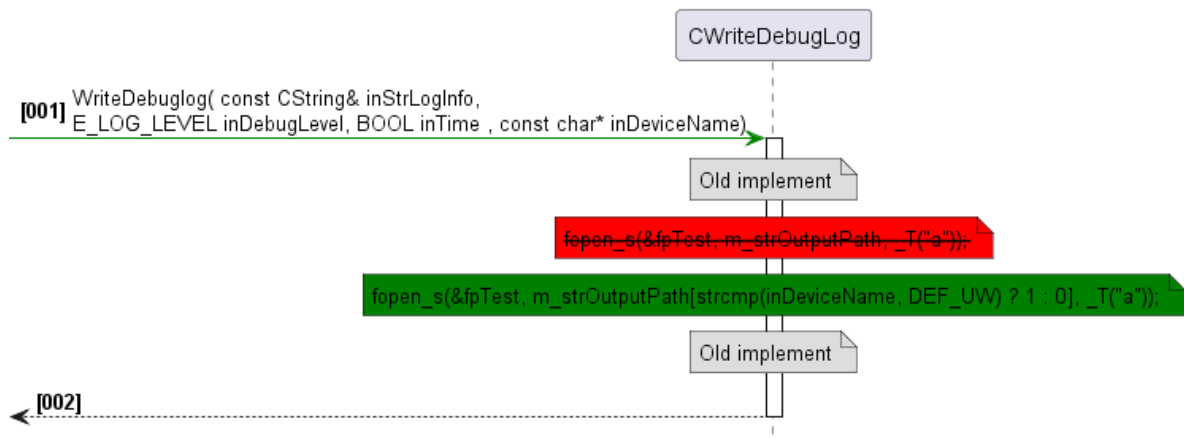 CWriteDebugLog
[001] WriteDebuglog( const CString& inStrLogInfo,
E_LOG_LEVEL inDebugLevel, BOOL inTime , const char* inDeviceName)
Old implement
fopen_s(&fpTest, m_strOutputPath, _T("a"));
fopen_s(&fpTest, m_strOutputPath[strcmp(inDeviceName, DEF_UW) ? 1 : 0], _T("a"));
Old implement
[002]